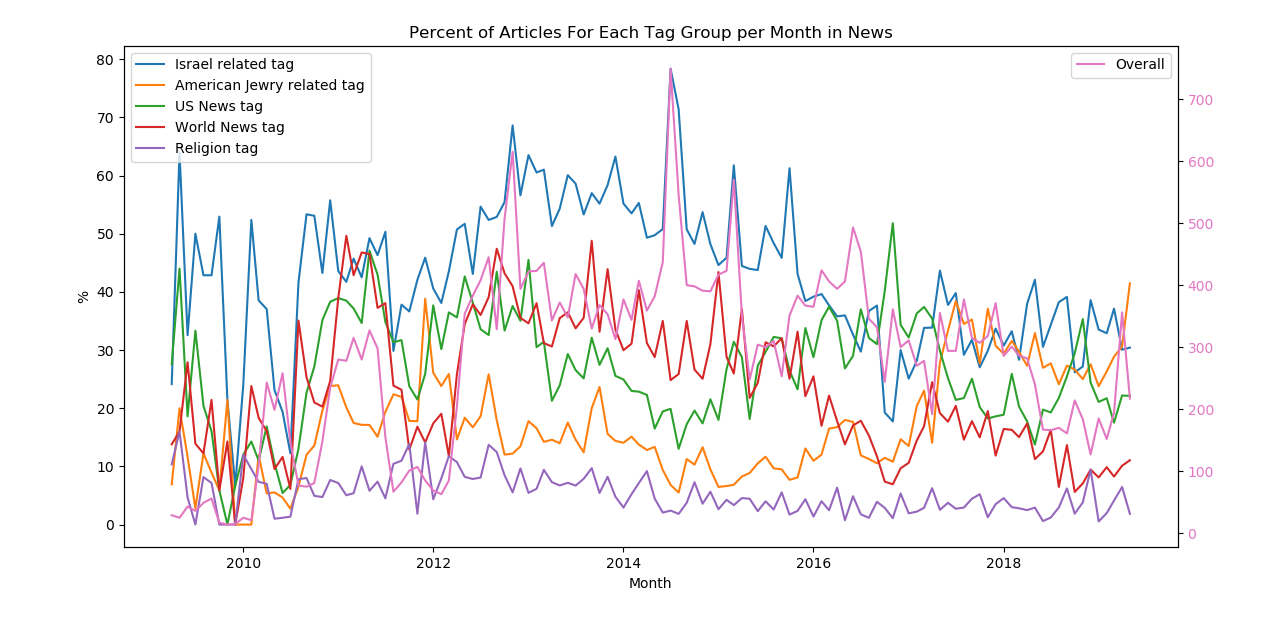 Percent of Articles For Each Tag Group per Month in News
Israel related tag
American Jewry related tag
US News tag
World News tag
Religion tag
Overall
%
80
70
60
50
40
30
20
10
0
700
600
500
400
300
200
100
0
2010
2012
2014
2016
2018
Month